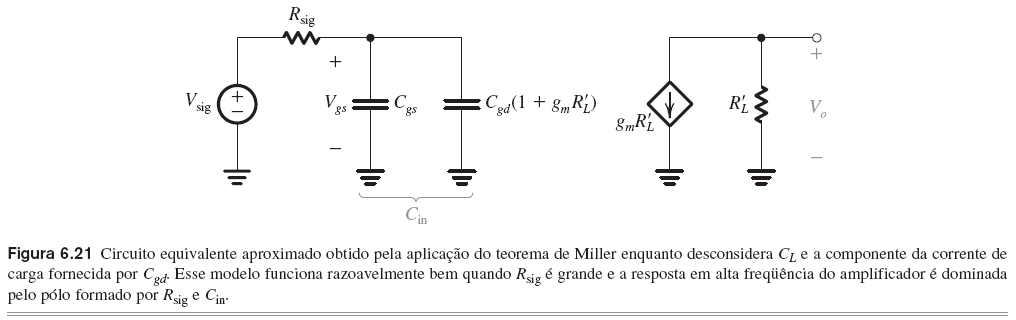 R_sig
+
+
V_sig
+
−
V_gs
C_gs
C_gd(1 + g_m R'_L)
g_m R'_L
R'_L
V_o
−
−
C_in
Figura 6.21 Circuito equivalente aproximado obtido pela aplicação do teorema de Miller enquanto desconsidera C_L e a componente da corrente de
carga fornecida por C_gd. Esse modelo funciona razoavelmente bem quando R_sig é grande e a resposta em alta freqüência do amplificador é dominada
pelo pólo formado por R_sig e C_in.